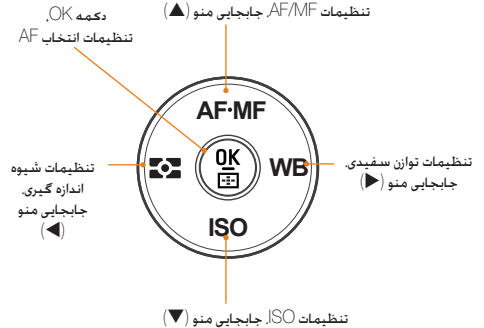 تنظیمات AF/MF، جابجایی منو (▲)
دکمه OK،
تنظیمات انتخاب AF
AF·MF
تنظیمات شیوه
اندازه گیری،
جابجایی منو
(◀)
OK
WB
تنظیمات توازن سفیدی،
جابجایی منو (▶)
ISO
تنظیمات ISO، جابجایی منو (▼)